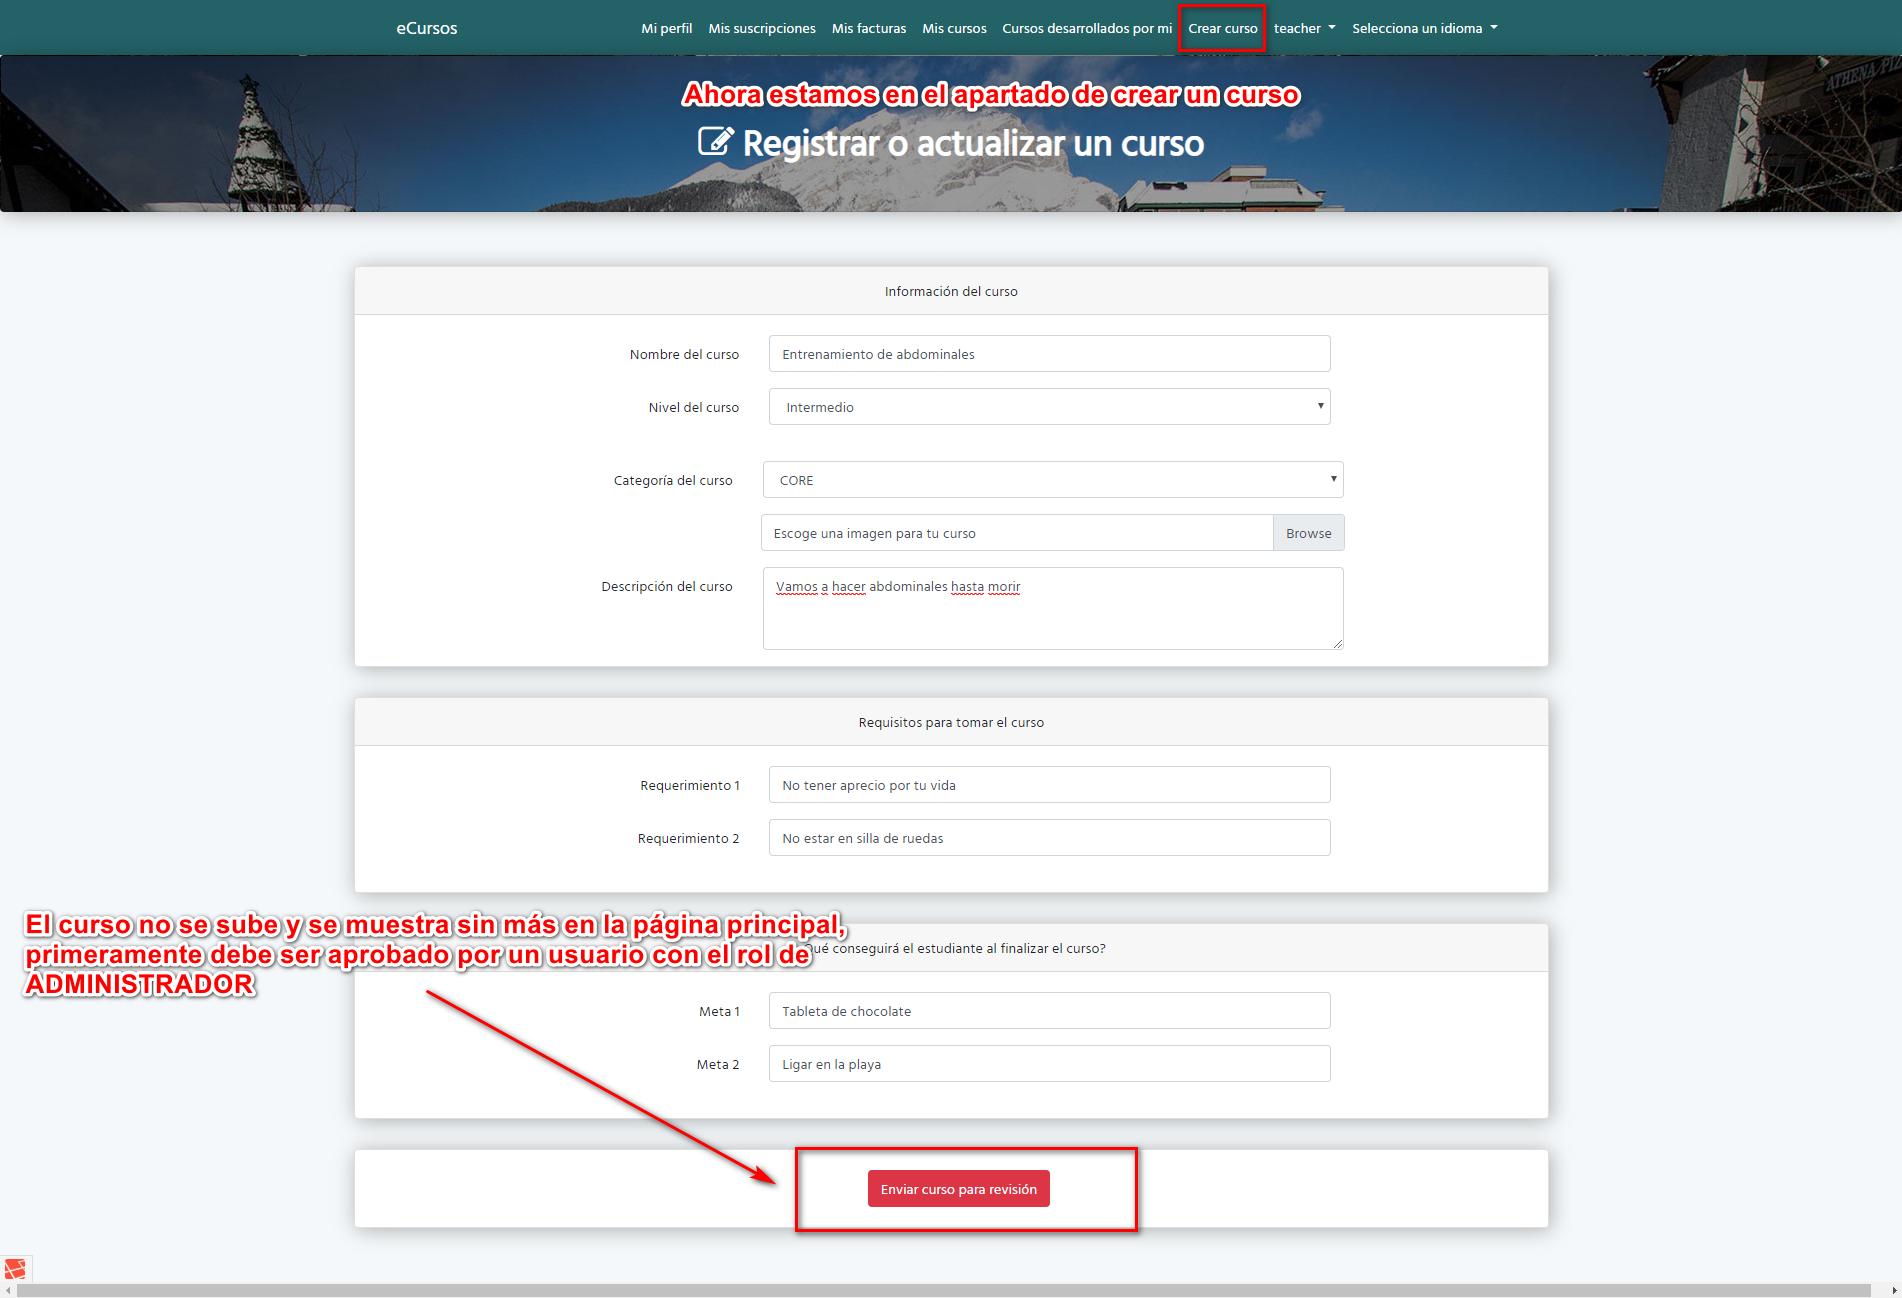 eCursos
Mi perfil
Mis suscripciones
Mis facturas
Mis cursos
Cursos desarrollados por mi
Crear curso
teacher
Selecciona un idioma
ATHENA PIZ
Ahora estamos en el apartado de crear un curso
Registrar o actualizar un curso
Información del curso
Nombre del curso
Entrenamiento de abdominales
Nivel del curso
Intermedio
Categoría del curso
CORE
Escoge una imagen para tu curso
Browse
Descripción del curso
Vamos a hacer abdominales hasta morir
Requisitos para tomar el curso
Requerimiento 1
No tener aprecio por tu vida
Requerimiento 2
No estar en silla de ruedas
El curso no se sube y se muestra sin más en la página principal,
primeramente debe ser aprobado por un usuario con el rol de
ADMINISTRADOR
Qué conseguirá el estudiante al finalizar el curso?
Meta 1
Tableta de chocolate
Meta 2
Ligar en la playa
Enviar curso para revisión